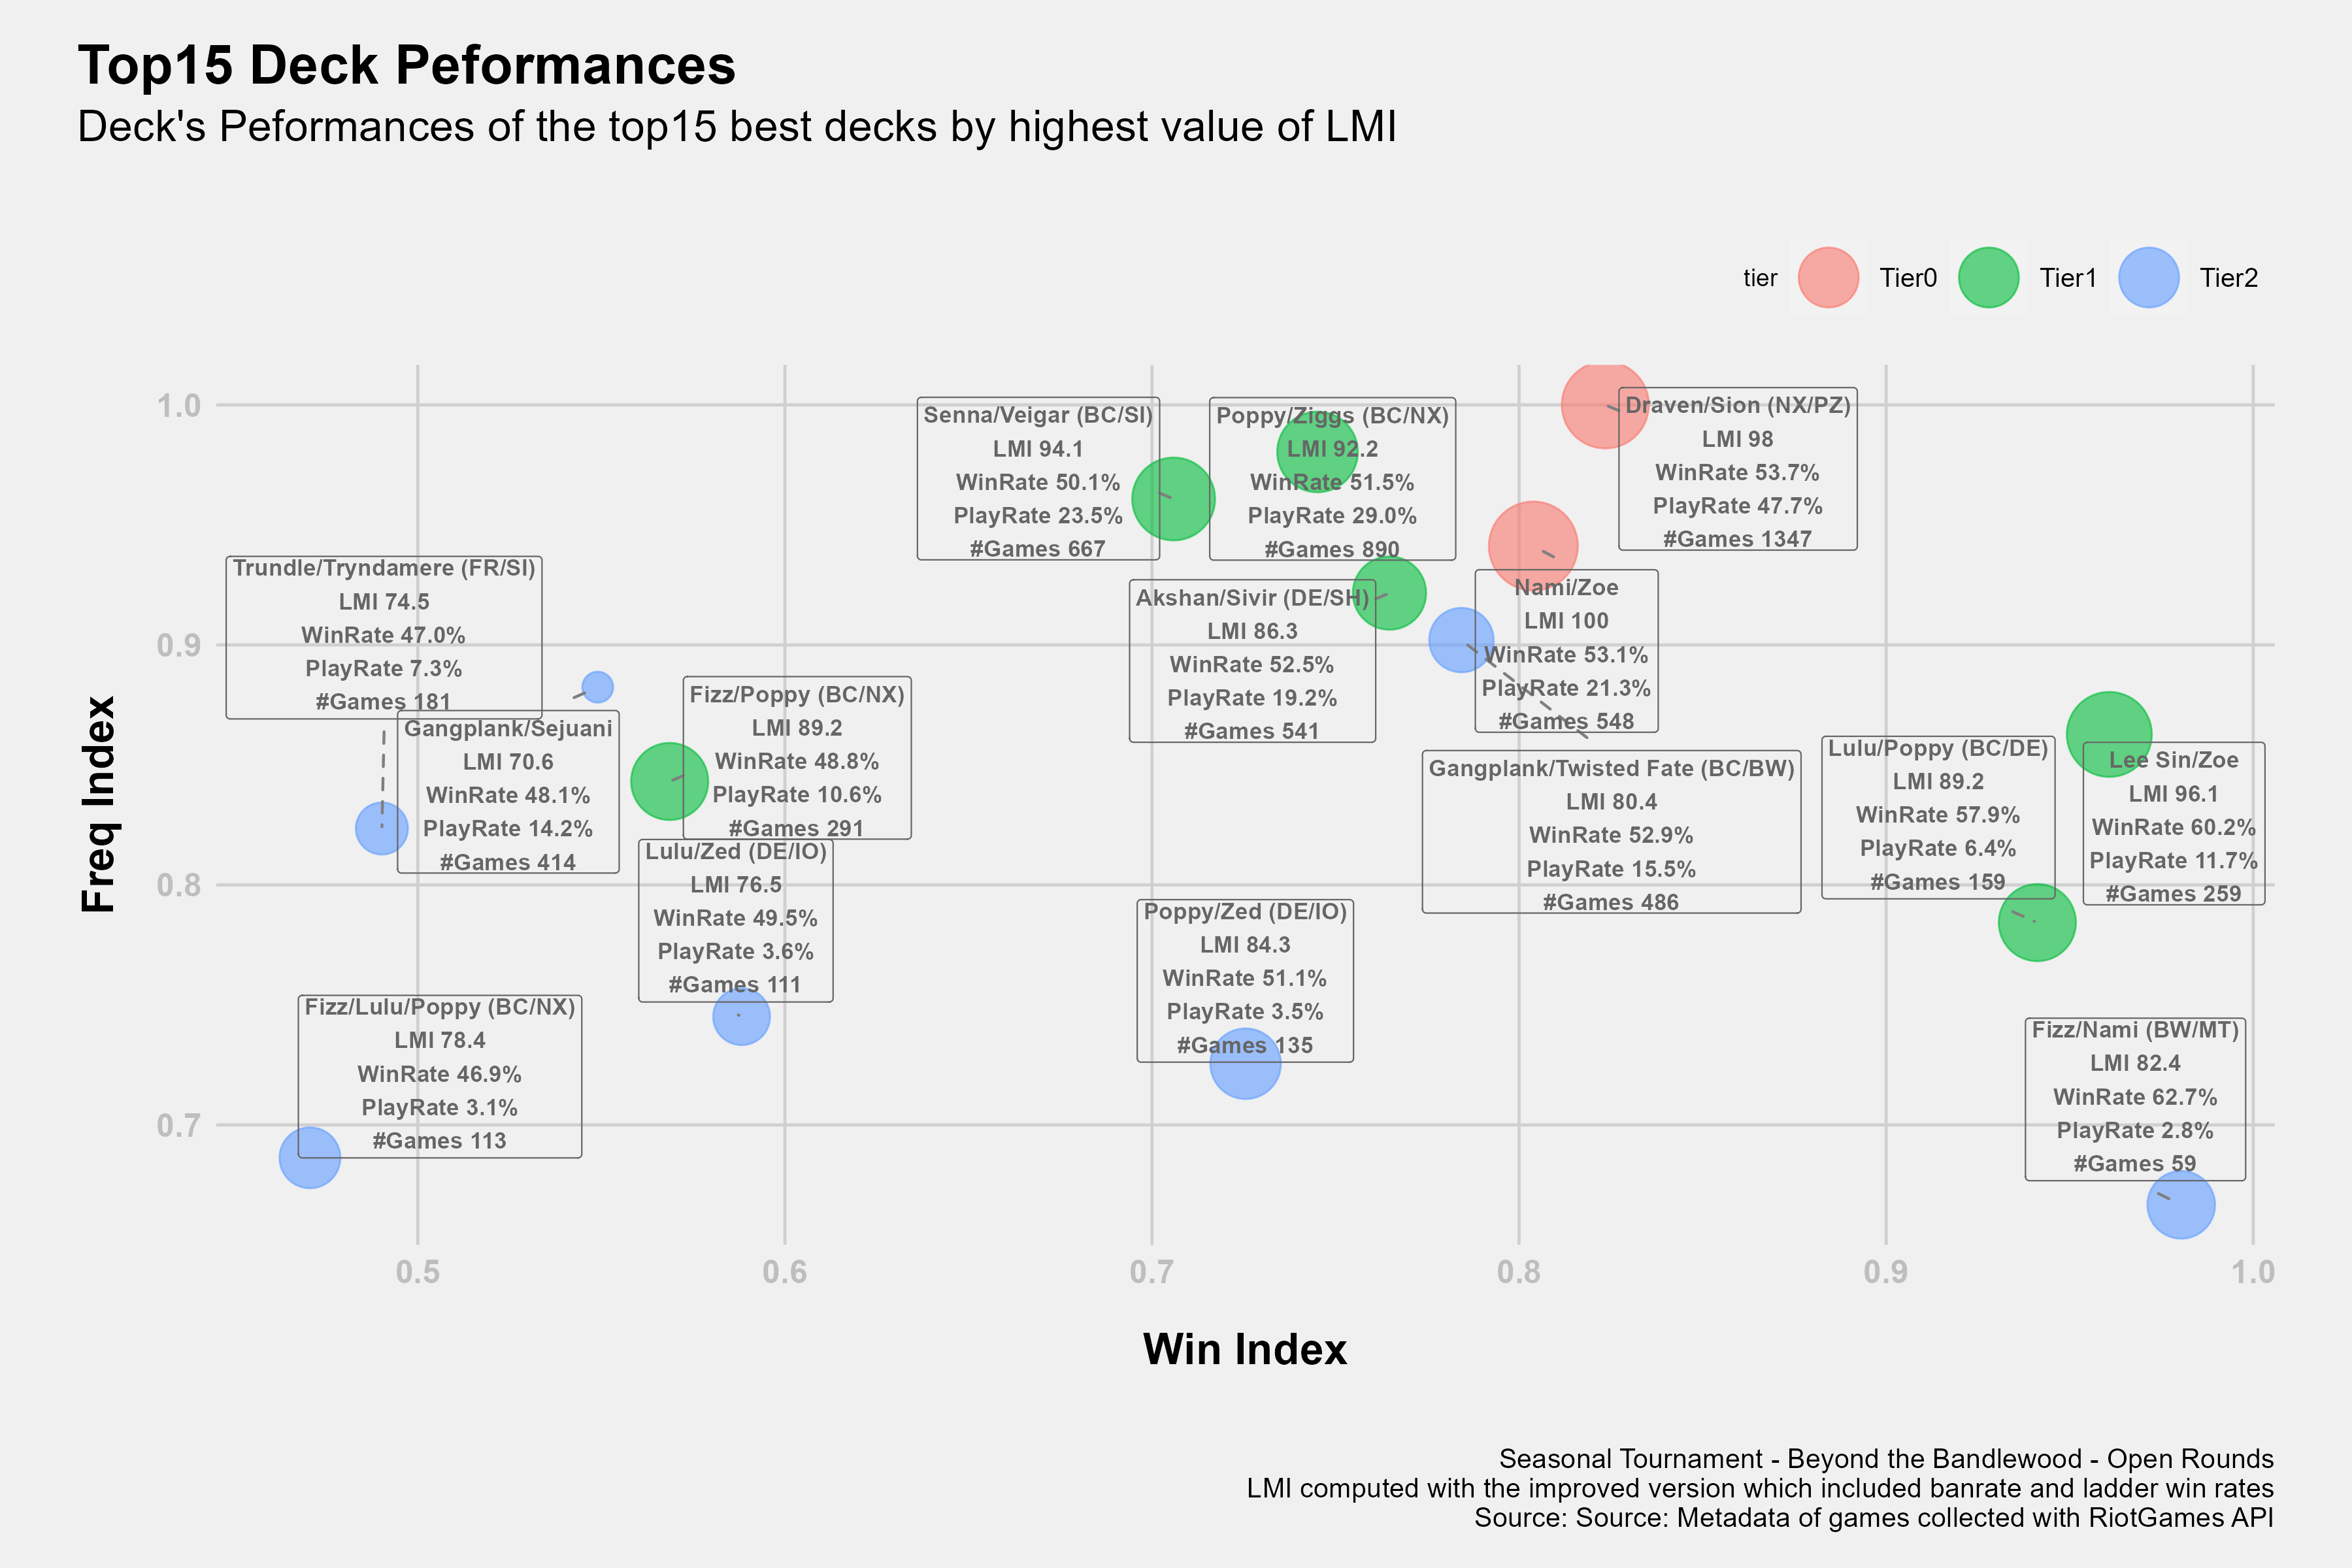 Top15 Deck Peformances
Deck's Peformances of the top15 best decks by highest value of LMI
tier Tier0 Tier1 Tier2
Freq Index
1.0
0.9
0.8
0.7
Senna/Veigar (BC/SI)
LMI 94.1
WinRate 50.1%
PlayRate 23.5%
#Games 667
Poppy/Ziggs (BC/NX)
LMI 92.2
WinRate 51.5%
PlayRate 29.0%
#Games 890
Draven/Sion (NX/PZ)
LMI 98
WinRate 53.7%
PlayRate 47.7%
#Games 1347
Trundle/Tryndamere (FR/SI)
LMI 74.5
WinRate 47.0%
PlayRate 7.3%
#Games 181
Akshan/Sivir (DE/SH)
LMI 86.3
WinRate 52.5%
PlayRate 19.2%
#Games 541
Nami/Zoe
LMI 100
WinRate 53.1%
PlayRate 21.3%
#Games 548
Gangplank/Sejuani
LMI 70.6
WinRate 48.1%
PlayRate 14.2%
#Games 414
Fizz/Poppy (BC/NX)
LMI 89.2
WinRate 48.8%
PlayRate 10.6%
#Games 291
Gangplank/Twisted Fate (BC/BW)
LMI 80.4
WinRate 52.9%
PlayRate 15.5%
#Games 486
Lulu/Poppy (BC/DE)
LMI 89.2
WinRate 57.9%
PlayRate 6.4%
#Games 159
Lee Sin/Zoe
LMI 96.1
WinRate 60.2%
PlayRate 11.7%
#Games 259
Lulu/Zed (DE/IO)
LMI 76.5
WinRate 49.5%
PlayRate 3.6%
#Games 111
Poppy/Zed (DE/IO)
LMI 84.3
WinRate 51.1%
PlayRate 3.5%
#Games 135
Fizz/Lulu/Poppy (BC/NX)
LMI 78.4
WinRate 46.9%
PlayRate 3.1%
#Games 113
Fizz/Nami (BW/MT)
LMI 82.4
WinRate 62.7%
PlayRate 2.8%
#Games 59
0.5 0.6 0.7 0.8 0.9 1.0
Win Index
Seasonal Tournament - Beyond the Bandlewood - Open Rounds
LMI computed with the improved version which included banrate and ladder win rates
Source: Source: Metadata of games collected with RiotGames API